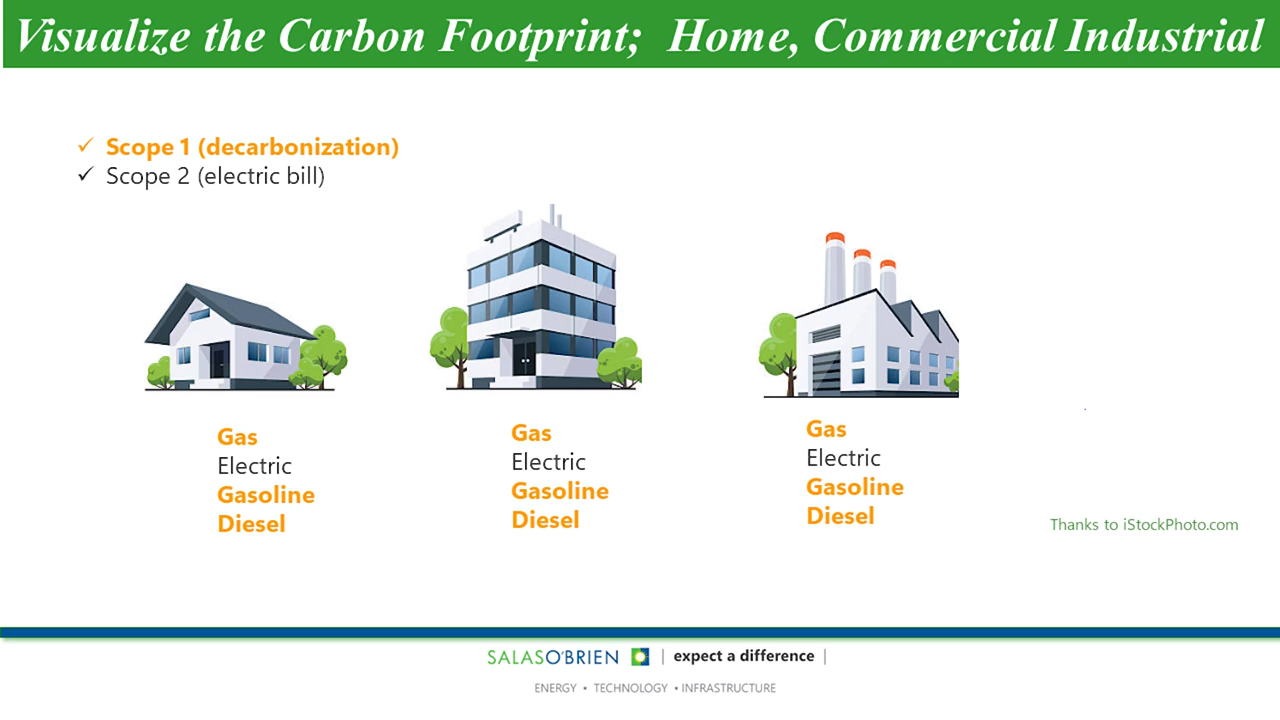 Visualize the Carbon Footprint;  Home, Commercial Industrial
✓ Scope 1 (decarbonization)
✓ Scope 2 (electric bill)
Gas
Electric
Gasoline
Diesel
Gas
Electric
Gasoline
Diesel
Gas
Electric
Gasoline
Diesel
Thanks to iStockPhoto.com
SALASO'BRIEN | expect a difference |
ENERGY • TECHNOLOGY • INFRASTRUCTURE